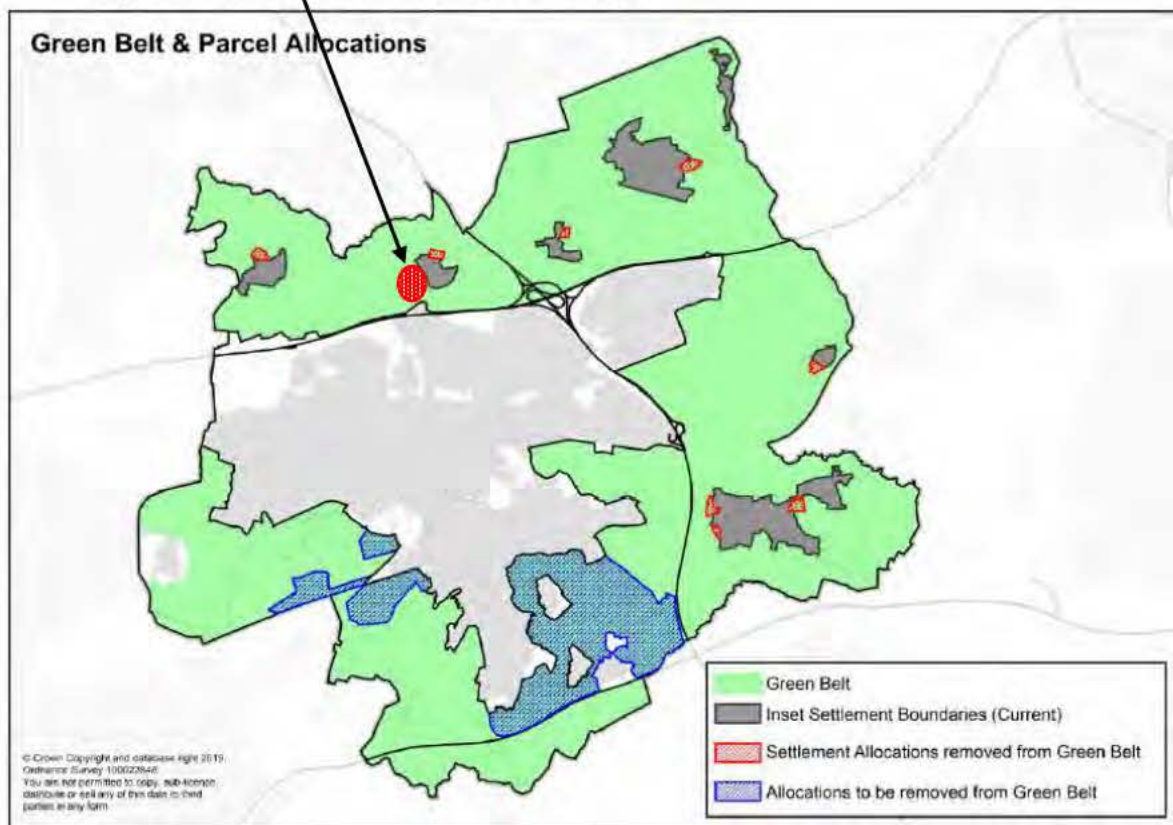 Green Belt & Parcel Allocations
Green Belt
Inset Settlement Boundaries (Current)
Settlement Allocations removed from Green Belt
Allocations to be removed from Green Belt
© Crown Copyright and database right 2019.
Ordnance Survey 100022848
You are not permitted to copy, sub-licence,
distribute or sell any of this data to third
parties in any form